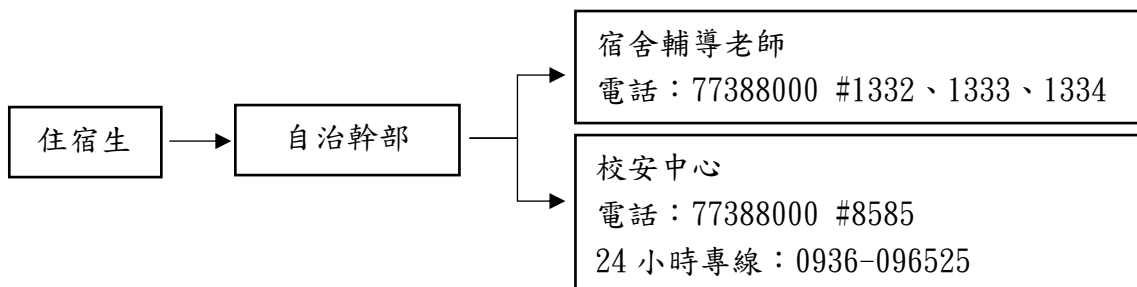 住宿生
自治幹部
宿舍輔導老師
電話：77388000 #1332、1333、1334
校安中心
電話：77388000 #8585
24 小時專線：0936-096525